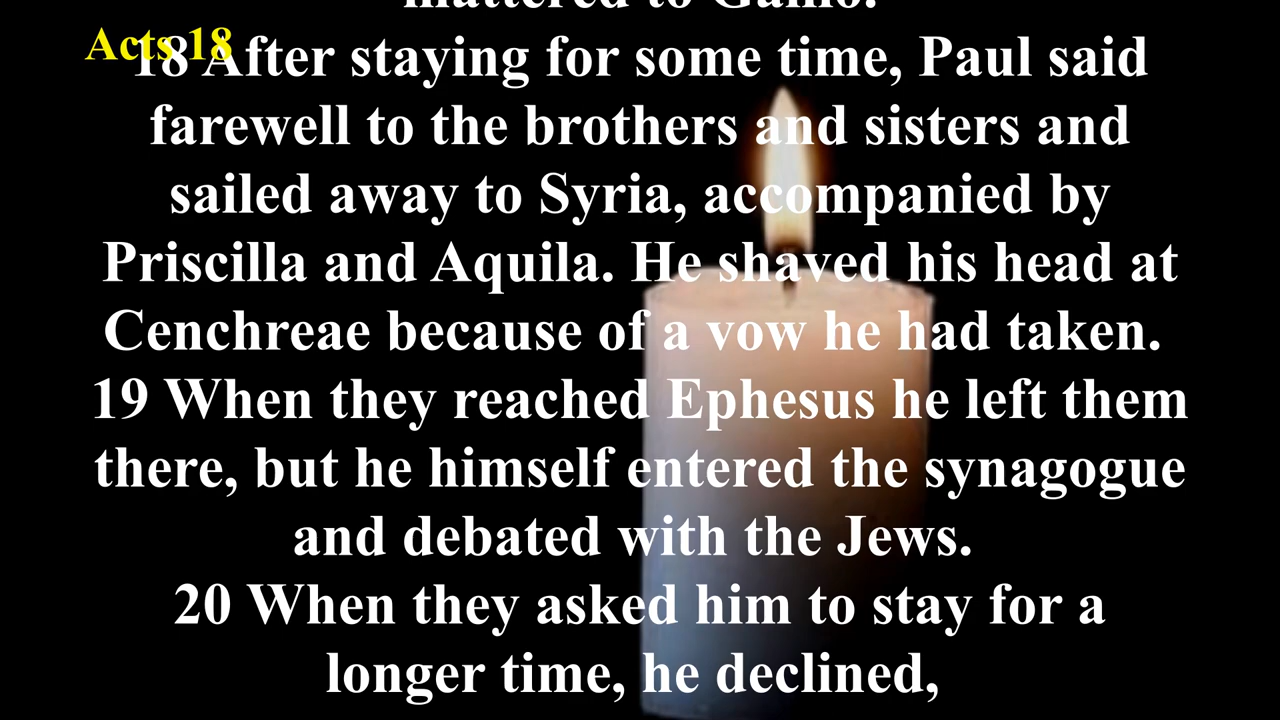 mattered to Gallio.
Acts 18
18 After staying for some time, Paul said
farewell to the brothers and sisters and
sailed away to Syria, accompanied by
Priscilla and Aquila. He shaved his head at
Cenchreae because of a vow he had taken.
19 When they reached Ephesus he left them
there, but he himself entered the synagogue
and debated with the Jews.
20 When they asked him to stay for a
longer time, he declined,